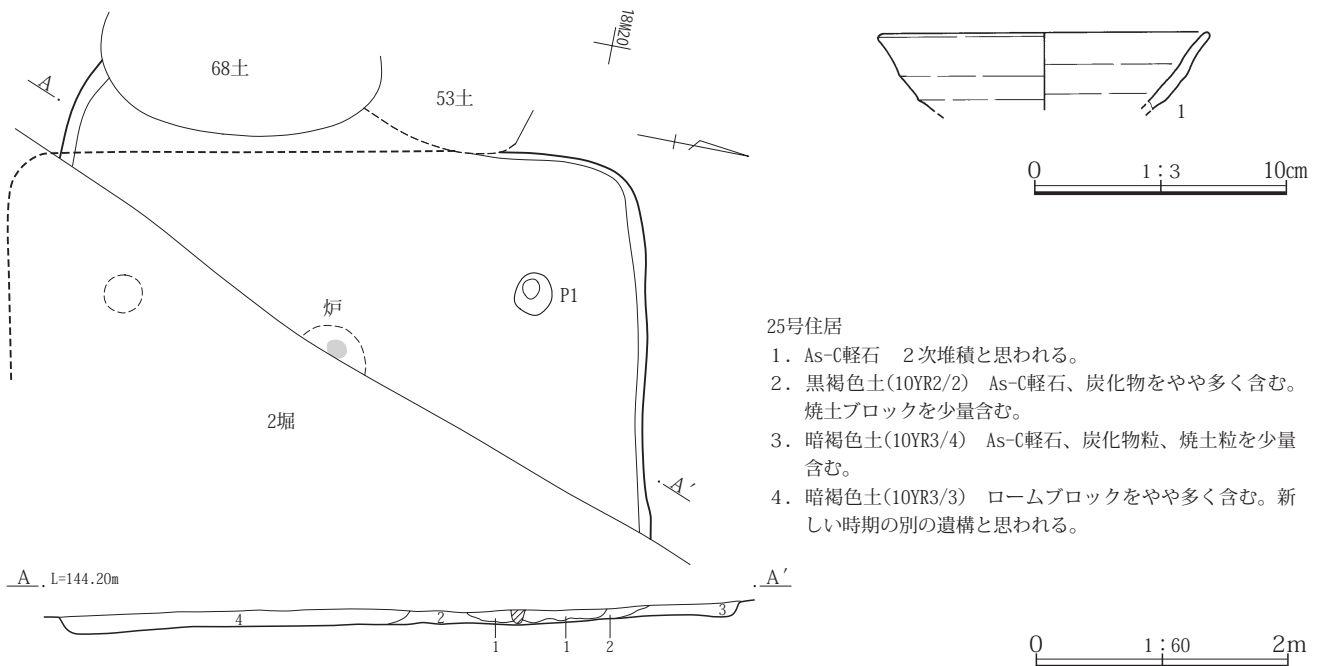 18M20
68土
A
53土
1
0 1：3 10cm
P1
炉
25号住居
1．As-C軽石　2次堆積と思われる。
2．黒褐色土(10YR2/2)　As-C軽石、炭化物をやや多く含む。
焼土ブロックを少量含む。
3．暗褐色土(10YR3/4)　As-C軽石、炭化物粒、焼土粒を少量
含む。
4．暗褐色土(10YR3/3)　ロームブロックをやや多く含む。新
しい時期の別の遺構と思われる。
2堀
A′
A L=144.20m A′
4 2 3
1 1 2
0 1：60 2m